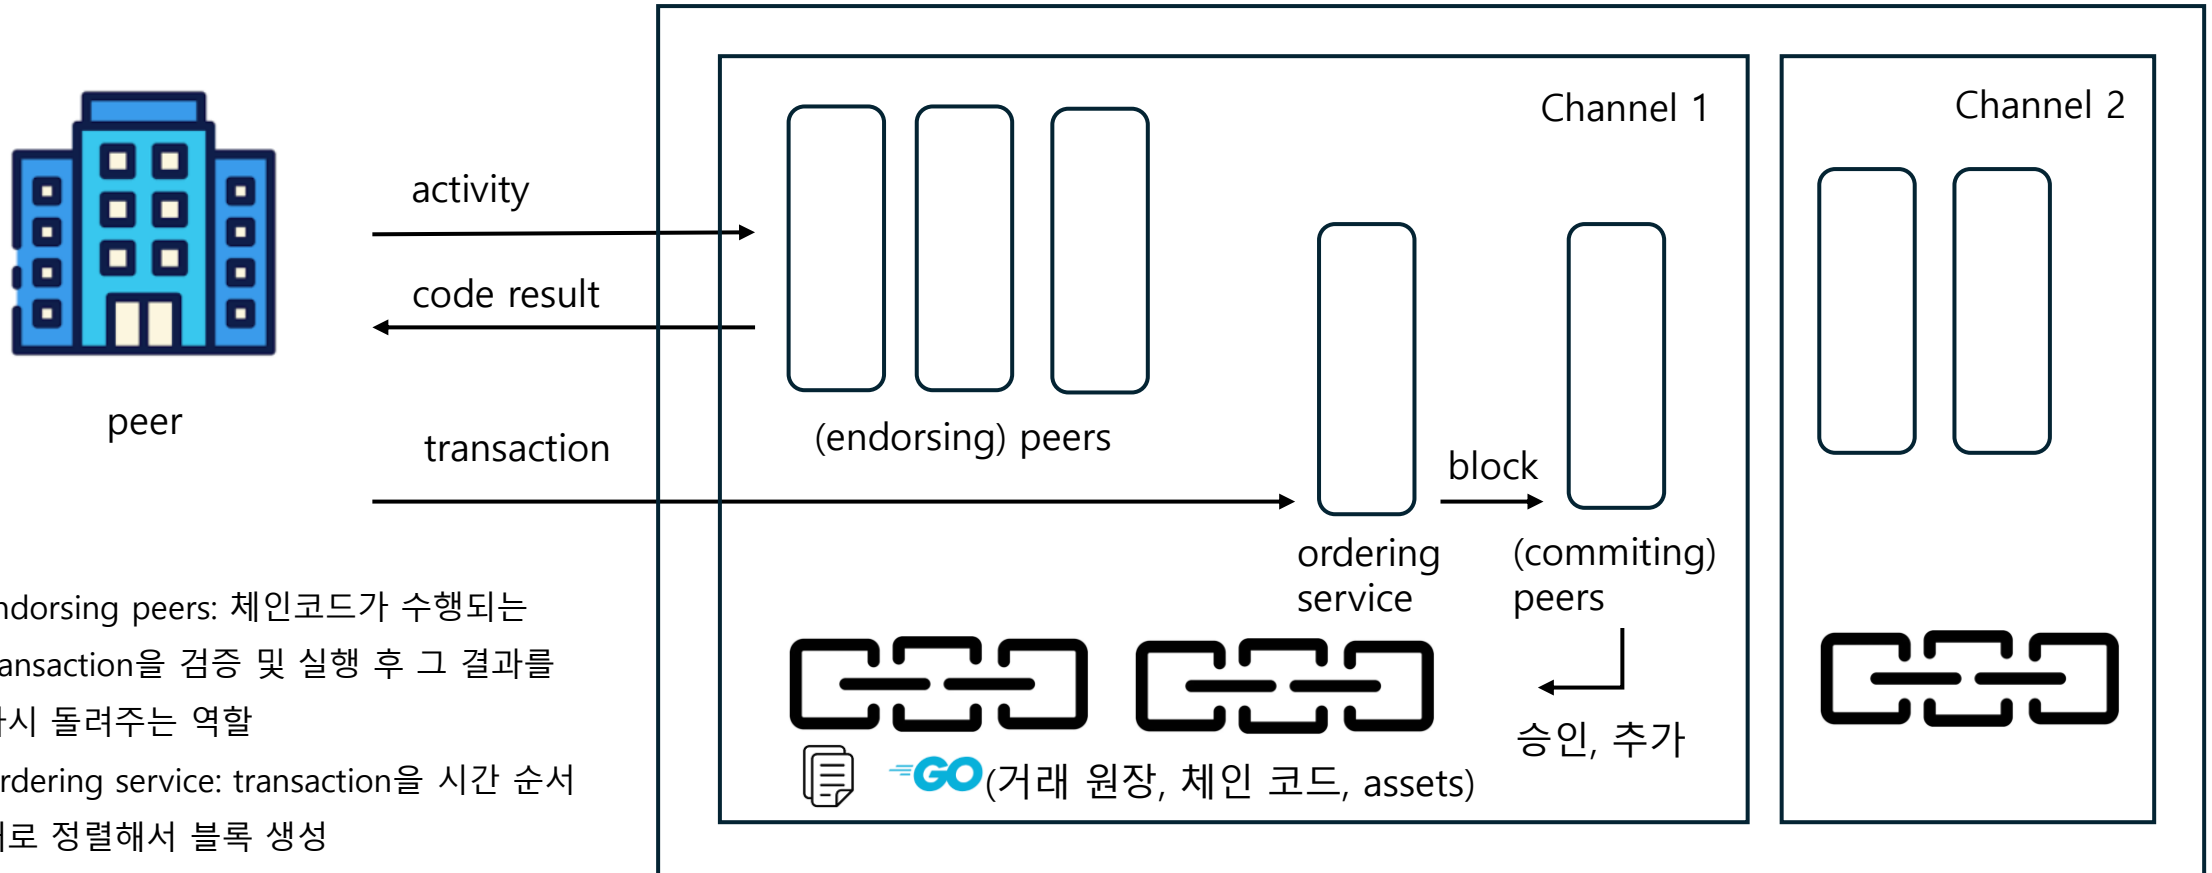 Channel 1
Channel 2
activity
code result
peer
(endorsing) peers
transaction
block
ordering
service
(commiting)
peers
ndorsing peers: 체인코드가 수행되는
ansaction을 검증 및 실행 후 그 결과를
시 돌려주는 역할
rdering service: transaction을 시간 순서
로 정렬해서 블록 생성
승인, 추가
GO
(거래 원장, 체인 코드, assets)